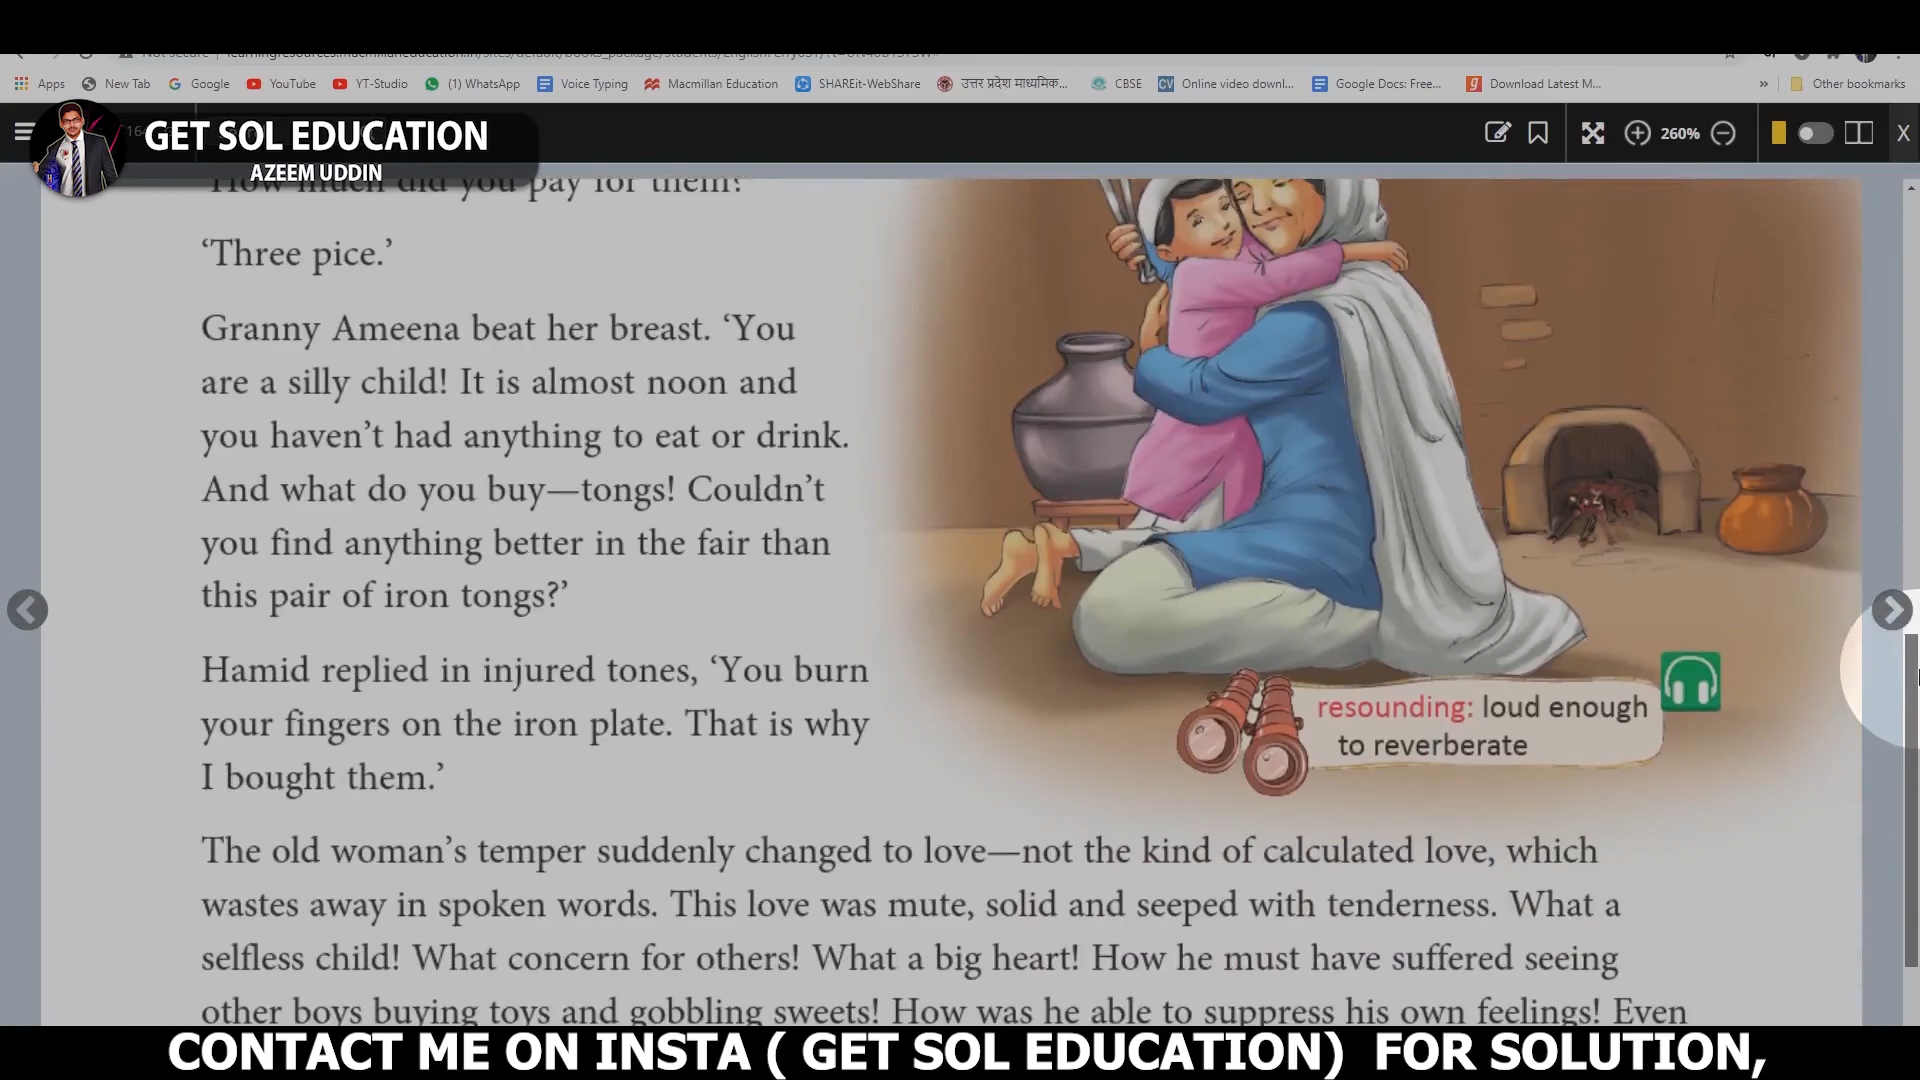 Apps New Tab Google YouTube YT-Studio (1) WhatsApp Voice Typing Macmillan Education SHAREit-WebShare उत्तर प्रदेश माध्यमिक... CBSE Online video downl... Google Docs: Free... Download Latest M... » Other bookmarks
GET SOL EDUCATION
AZEEM UDDIN
260%
X
'How much did you pay for them?
‘Three pice.’
Granny Ameena beat her breast. ‘You
are a silly child! It is almost noon and
you haven’t had anything to eat or drink.
And what do you buy—tongs! Couldn’t
you find anything better in the fair than
this pair of iron tongs?’
Hamid replied in injured tones, ‘You burn
your fingers on the iron plate. That is why
I bought them.’
resounding: loud enough
to reverberate
The old woman’s temper suddenly changed to love—not the kind of calculated love, which
wastes away in spoken words. This love was mute, solid and seeped with tenderness. What a
selfless child! What concern for others! What a big heart! How he must have suffered seeing
other boys buying toys and gobbling sweets! How was he able to suppress his own feelings! Even
CONTACT ME ON INSTA ( GET SOL EDUCATION) FOR SOLUTION,